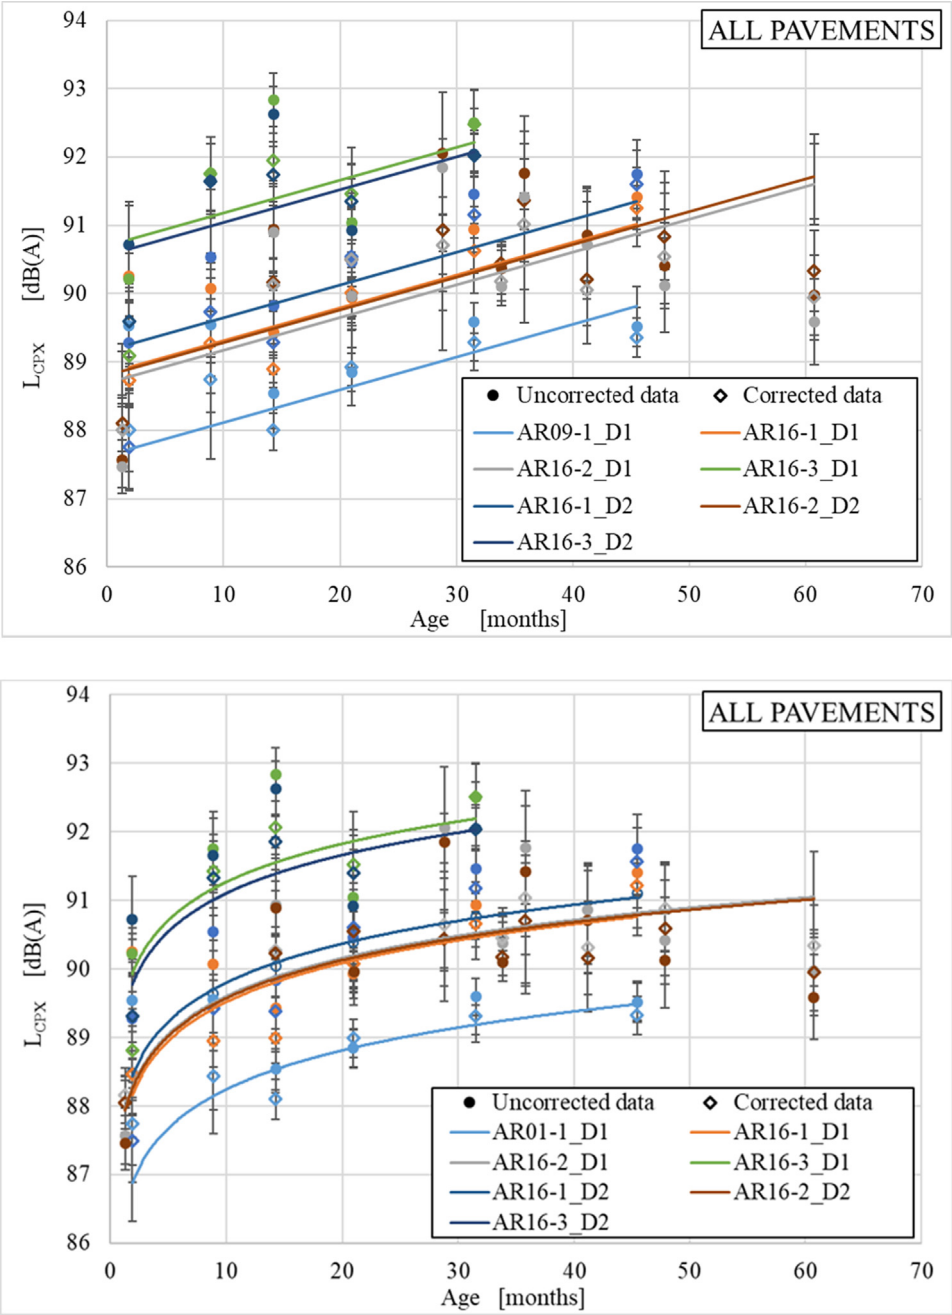 ALL PAVEMENTS
94
93
92
91
90
89
88
87
86
L_CPX [dB(A)]
Uncorrected data Corrected data
AR09-1_D1 AR16-1_D1
AR16-2_D1 AR16-3_D1
AR16-1_D2 AR16-2_D2
AR16-3_D2
0 10 20 30 40 50 60 70
Age [months]
ALL PAVEMENTS
94
93
92
91
90
89
88
87
86
L_CPX [dB(A)]
Uncorrected data Corrected data
AR01-1_D1 AR16-1_D1
AR16-2_D1 AR16-3_D1
AR16-1_D2 AR16-2_D2
AR16-3_D2
0 10 20 30 40 50 60 70
Age [months]